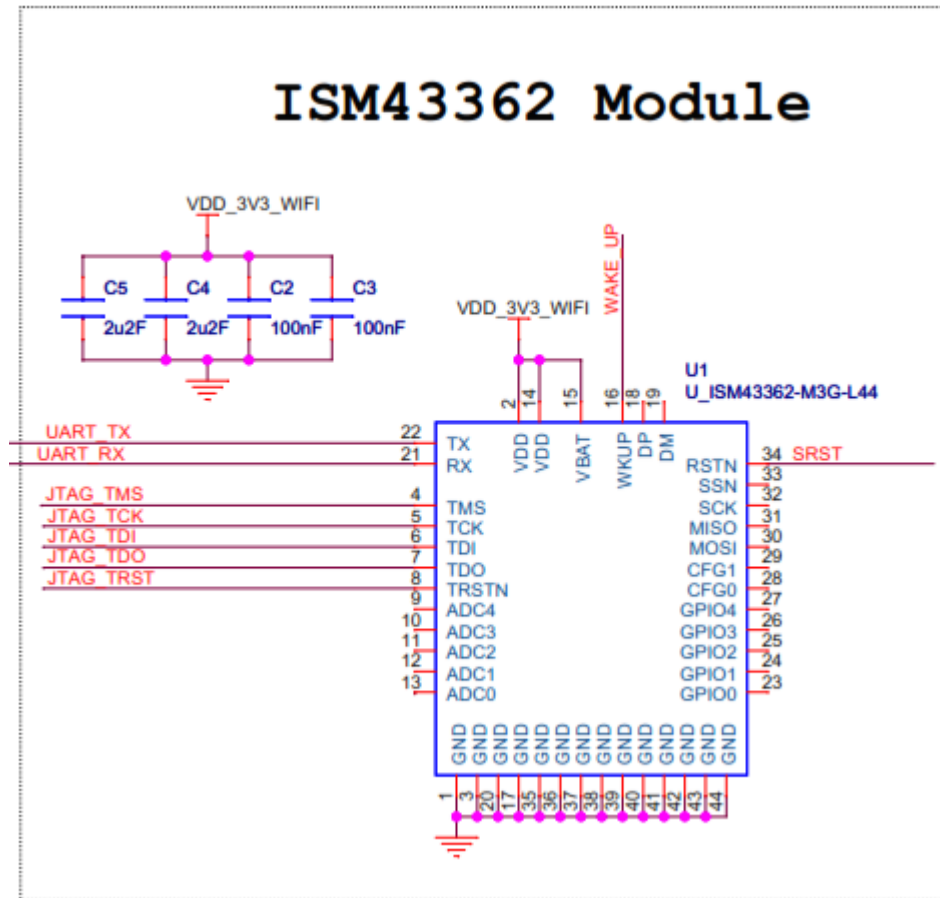 ISM43362 Module
VDD_3V3_WIFI
C5 C4 C2 C3
2u2F 2u2F 100nF 100nF
VDD_3V3_WIFI
WAKE_UP
U1
U_ISM43362-M3G-L44
2 14 15 16 18 19
VDD VDD VBAT WKUP DP DM
UART_TX 22 TX
UART_RX 21 RX
JTAG_TMS 4 TMS
JTAG_TCK 5 TCK
JTAG_TDI 6 TDI
JTAG_TDO 7 TDO
JTAG_TRST 8 TRSTN
9 ADC4
10 ADC3
11 ADC2
12 ADC1
13 ADC0
RSTN 34 SRST
SSN 33
SCK 32
MISO 31
MOSI 30
CFG1 29
CFG0 28
GPIO4 27
GPIO3 26
GPIO2 25
GPIO1 24
GPIO0 23
GND GND GND GND GND GND GND GND GND GND GND GND GND GND
1 3 20 17 35 36 37 38 39 40 41 42 43 44